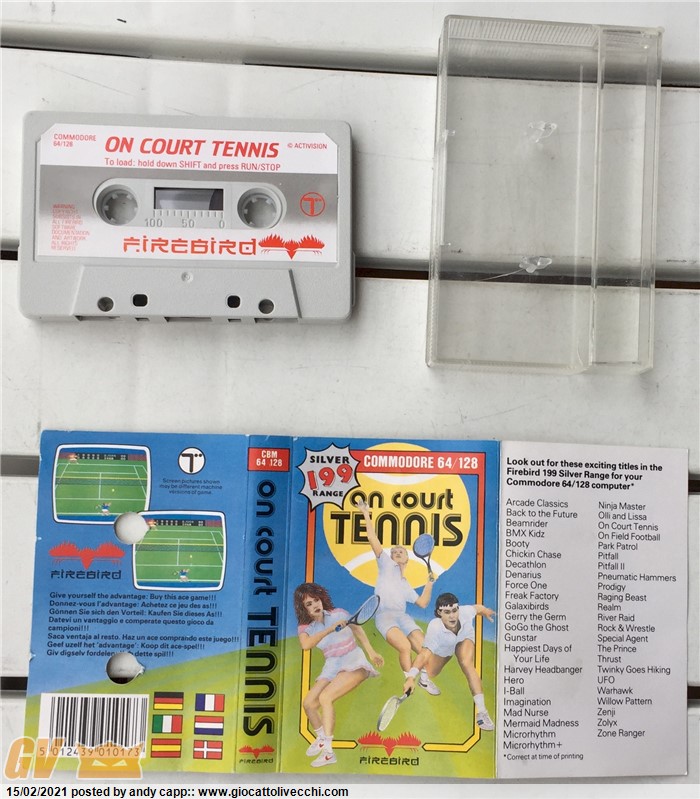 COMMODORE
64/128
ON COURT TENNIS
© ACTIVISION
To load: hold down SHIFT and press RUN/STOP
T
WARNING:
100 50 0
FIREBIRD
T
Screen pictures shown
may be different machine
versions of game.
FIREBIRD
Give yourself the advantage: Buy this ace game!!!
Donnez-vous l'advantage: Achetez ce jeu das as!!!
Gönnen Sie sich den Vorteil: Kaufen Sie dieses As!!!
Datevi un vantaggio e comperate questo gioco da
campioni!!!
Saca ventaja al resto. Haz un ace comprando este juego!!!
Geef uzelf het 'advantage': Koop dit ace-spel!!!
Giv digselv fordelen dette spil!!!
5 012439 010173
CBM
64 128
on court TENNIS
FIREBIRD
SILVER
199
RANGE
COMMODORE 64/128
on court
TENNIS
FIREBIRD
Look out for these exciting titles in the
Firebird 199 Silver Range for your
Commodore 64/128 computer*
Arcade Classics
Back to the Future
Beamrider
BMX Kidz
Booty
Chickin Chase
Decathlon
Denarius
Force One
Freak Factory
Galaxibirds
Gerry the Germ
GoGo the Ghost
Gunstar
Happiest Days of
Your Life
Harvey Headbanger
Hero
I-Ball
Imagination
Mad Nurse
Mermaid Madness
Microrhythm
Microrhythm+
Ninja Master
Olli and Lissa
On Court Tennis
On Field Football
Park Patrol
Pitfall
Pitfall II
Pneumatic Hammers
Prodigy
Raging Beast
Realm
River Raid
Rock & Wrestle
Special Agent
The Prince
Thrust
Twinky Goes Hiking
UFO
Warhawk
Willow Pattern
Zenji
Zolyx
Zone Ranger
*Correct at time of printing
GV
15/02/2021 posted by andy capp:: www.giocattolivecchi.com